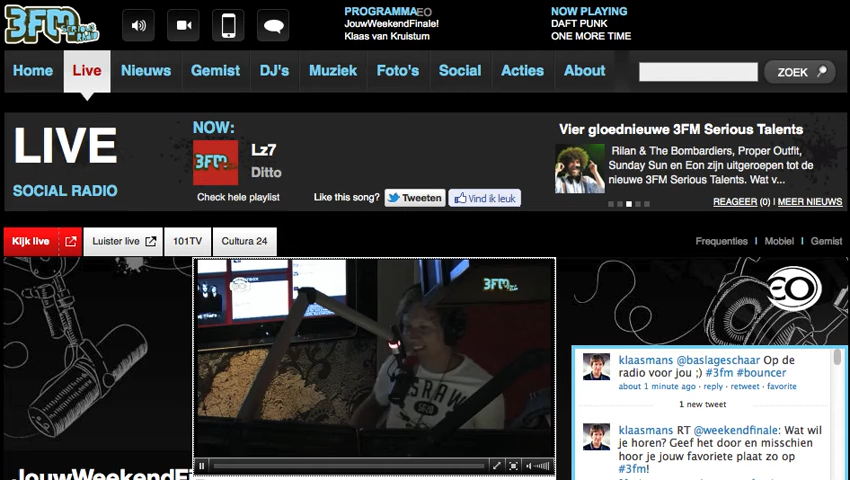 3FM SERIOUS RADIO
PROGRAMMA EO
JouwWeekendFinale!
Klaas van Kruistum
NOW PLAYING
DAFT PUNK
ONE MORE TIME
Home Live Nieuws Gemist DJ's Muziek Foto's Social Acties About
ZOEK
LIVE
SOCIAL RADIO
NOW:
3FM
Lz7
Ditto
Check hele playlist
Like this song?
Tweeten
Vind ik leuk
Vier gloednieuwe 3FM Serious Talents
Rilan & The Bombardiers, Proper Outfit,
Sunday Sun en Eon zijn uitgeroepen tot de
nieuwe 3FM Serious Talents. Wat v...
REAGEER (0) | MEER NIEUWS
Kijk live Luister live 101TV Cultura 24
Frequenties | Mobiel | Gemist
3FM
EO
klaasmans @baslageschaar Op de
radio voor jou ;) #3fm #bouncer
about 1 minute ago · reply · retweet · favorite
1 new tweet
klaasmans RT @weekendfinale: Wat wil
je horen? Geef het door en misschien
hoor je jouw favoriete plaat zo op
#3fm!
JouwWeekendFi